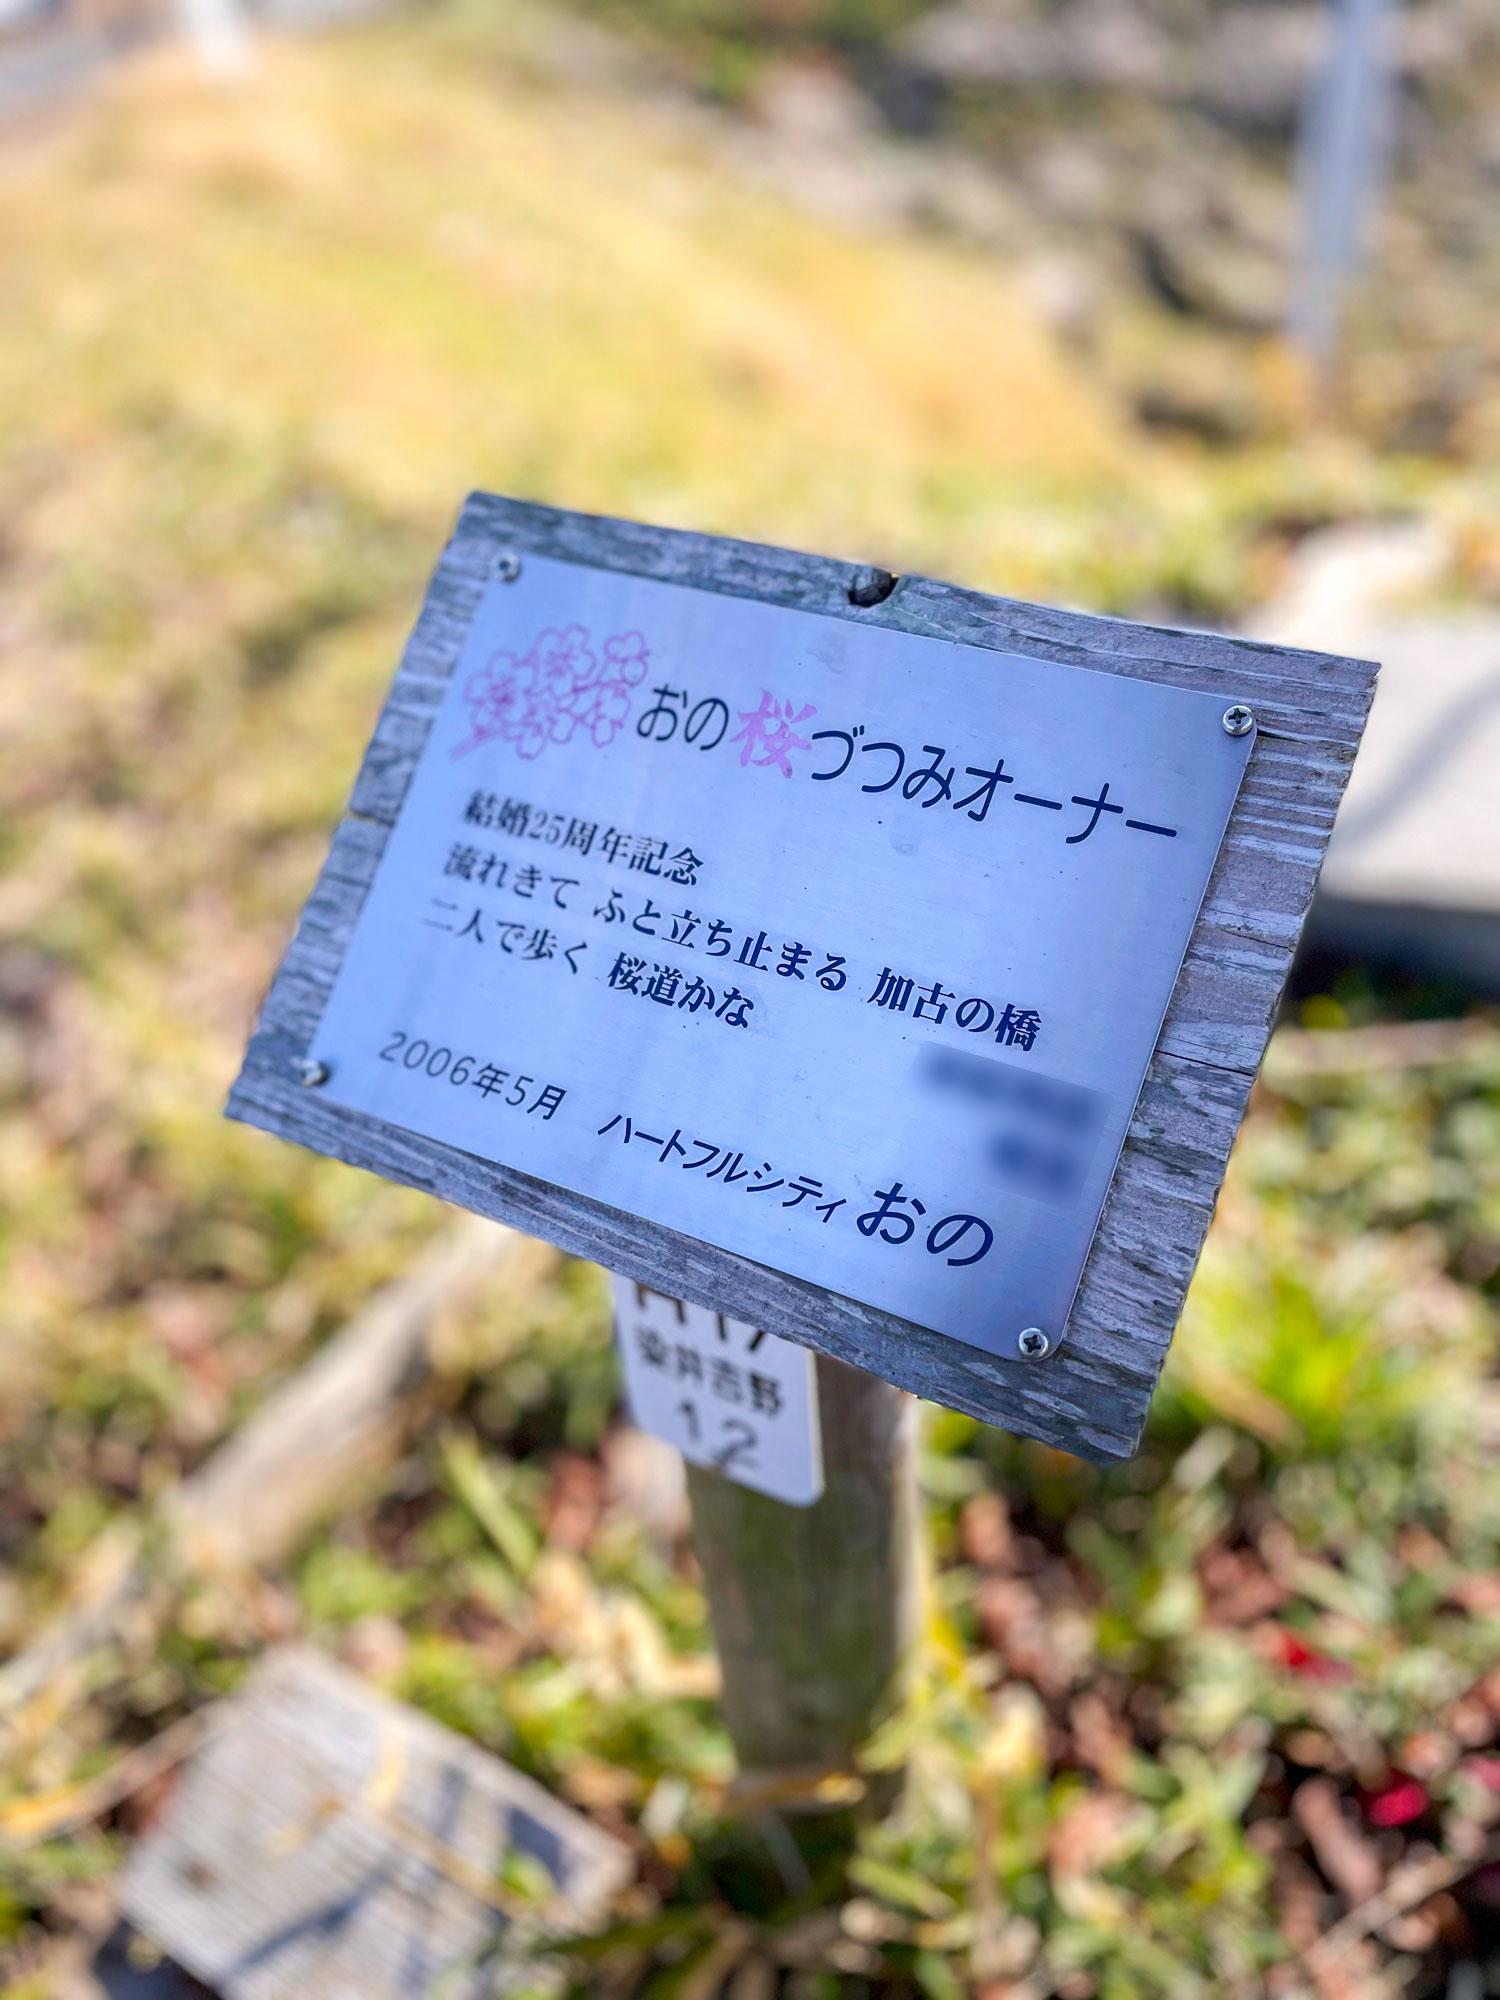 おの桜づつみオーナー
結婚25周年記念
流れきて ふと立ち止まる 加古の橋
二人で歩く 桜道かな
2006年5月 ハートフルシティ おの
染井吉野
12